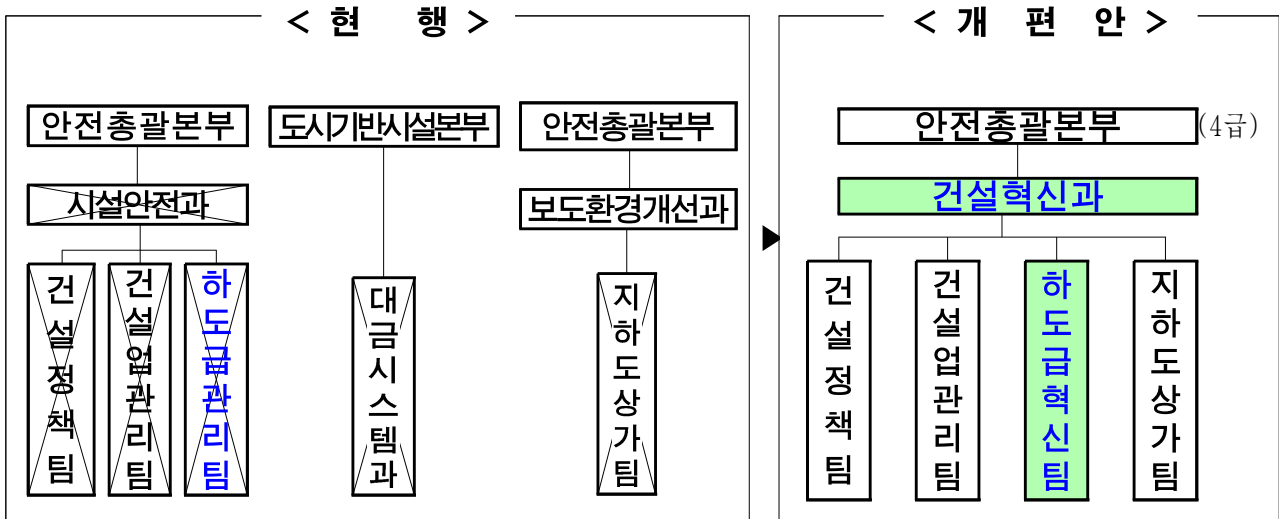 < 현 행 >
안전총괄본부
시설안전과
건설정책팀
건설업관리팀
하도급관리팀
도시기반시설본부
대금시스템과
안전총괄본부
보도환경개선과
지하도상가팀
▶
< 개 편 안 >
안전총괄본부 (4급)
건설혁신과
건설정책팀
건설업관리팀
하도급혁신팀
지하도상가팀